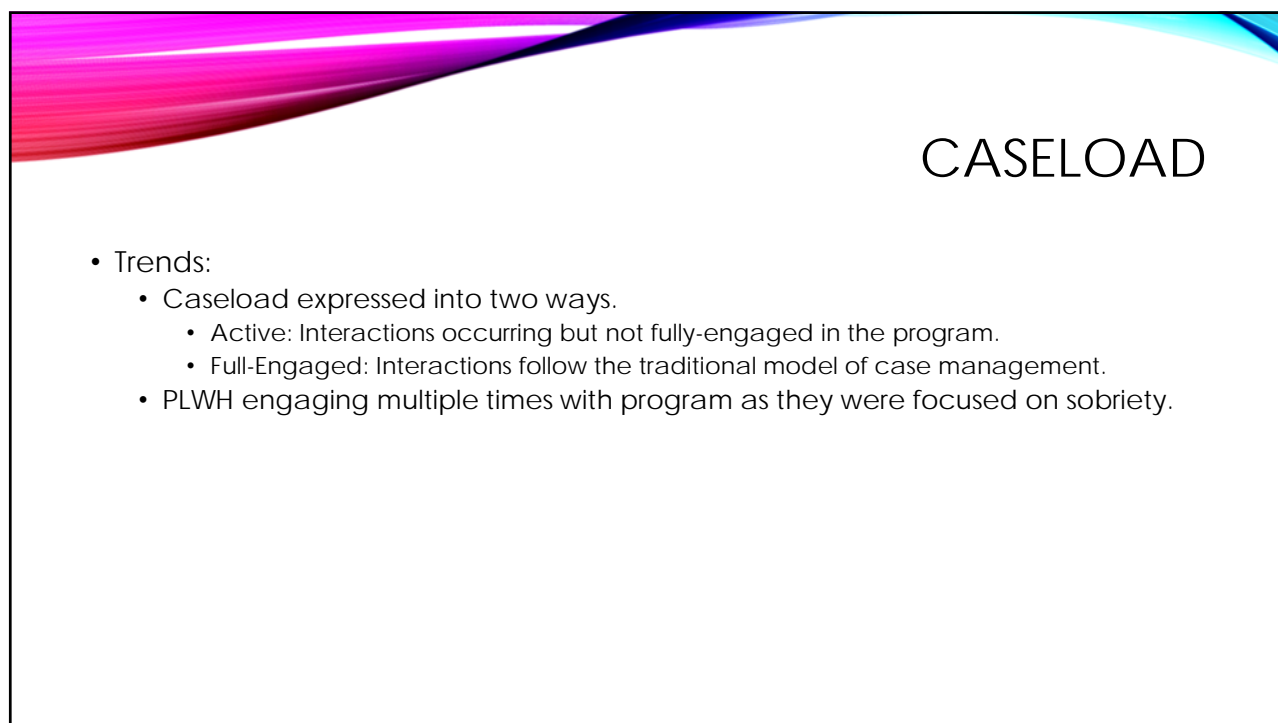 CASELOAD
• Trends:
• Caseload expressed into two ways.
• Active: Interactions occurring but not fully-engaged in the program.
• Full-Engaged: Interactions follow the traditional model of case management.
• PLWH engaging multiple times with program as they were focused on sobriety.